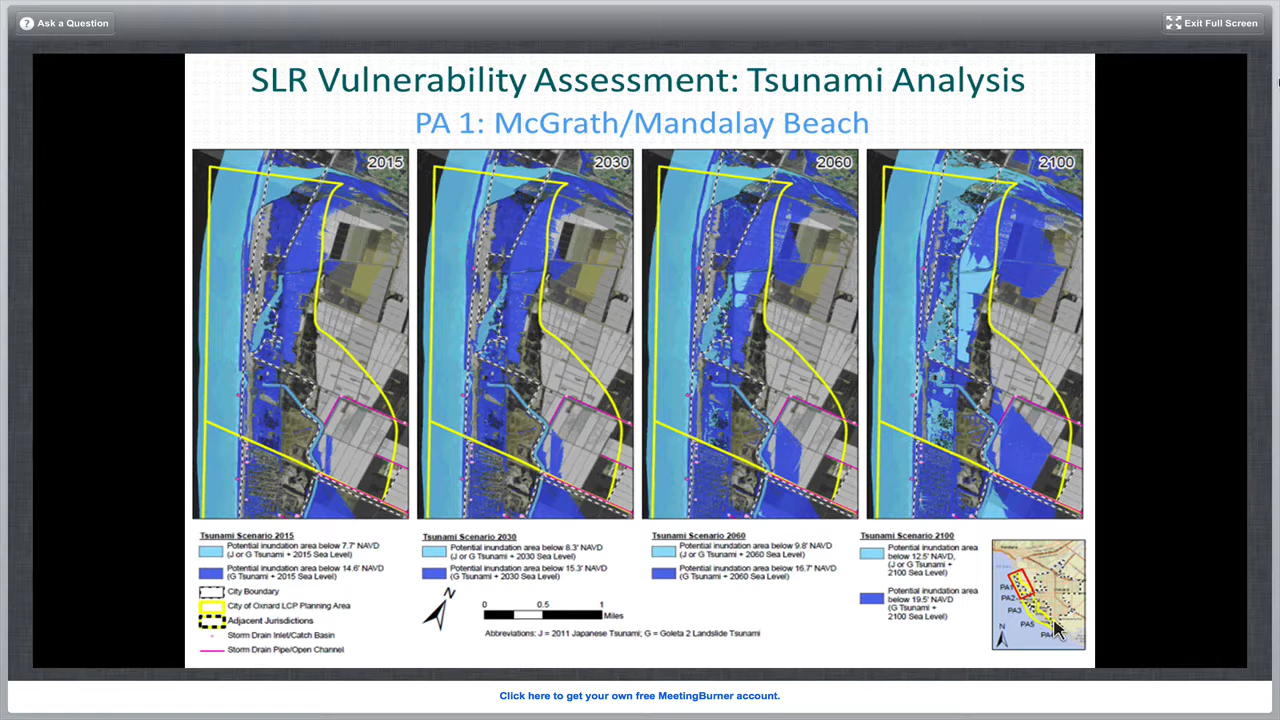 Ask a Question
Exit Full Screen
SLR Vulnerability Assessment: Tsunami Analysis
PA 1: McGrath/Mandalay Beach
2015
2030
2060
2100
Tsunami Scenario 2015
Potential inundation area below 7.7' NAVD
(J or G Tsunami + 2015 Sea Level)
Potential inundation area below 14.6' NAVD
(G Tsunami + 2015 Sea Level)
City Boundary
City of Oxnard LCP Planning Area
Adjacent Jurisdictions
Storm Drain Inlet/Catch Basin
Storm Drain Pipe/Open Channel
Tsunami Scenario 2030
Potential inundation area below 8.3' NAVD
(J or G Tsunami + 2030 Sea Level)
Potential inundation area below 15.3' NAVD
(G Tsunami + 2030 Sea Level)
N
0 0.5 1
Miles
Abbreviations: J = 2011 Japanese Tsunami; G = Goleta 2 Landslide Tsunami
Tsunami Scenario 2060
Potential inundation area below 9.8' NAVD
(J or G Tsunami + 2060 Sea Level)
Potential inundation area below 16.7' NAVD
(G Tsunami + 2060 Sea Level)
Tsunami Scenario 2100
Potential inundation area
below 12.5' NAVD,
(J or G Tsunami +
2100 Sea Level)
Potential inundation area
below 19.5' NAVD
(G Tsunami +
2100 Sea Level)
PA2
PA3
PA5
N
Click here to get your own free MeetingBurner account.